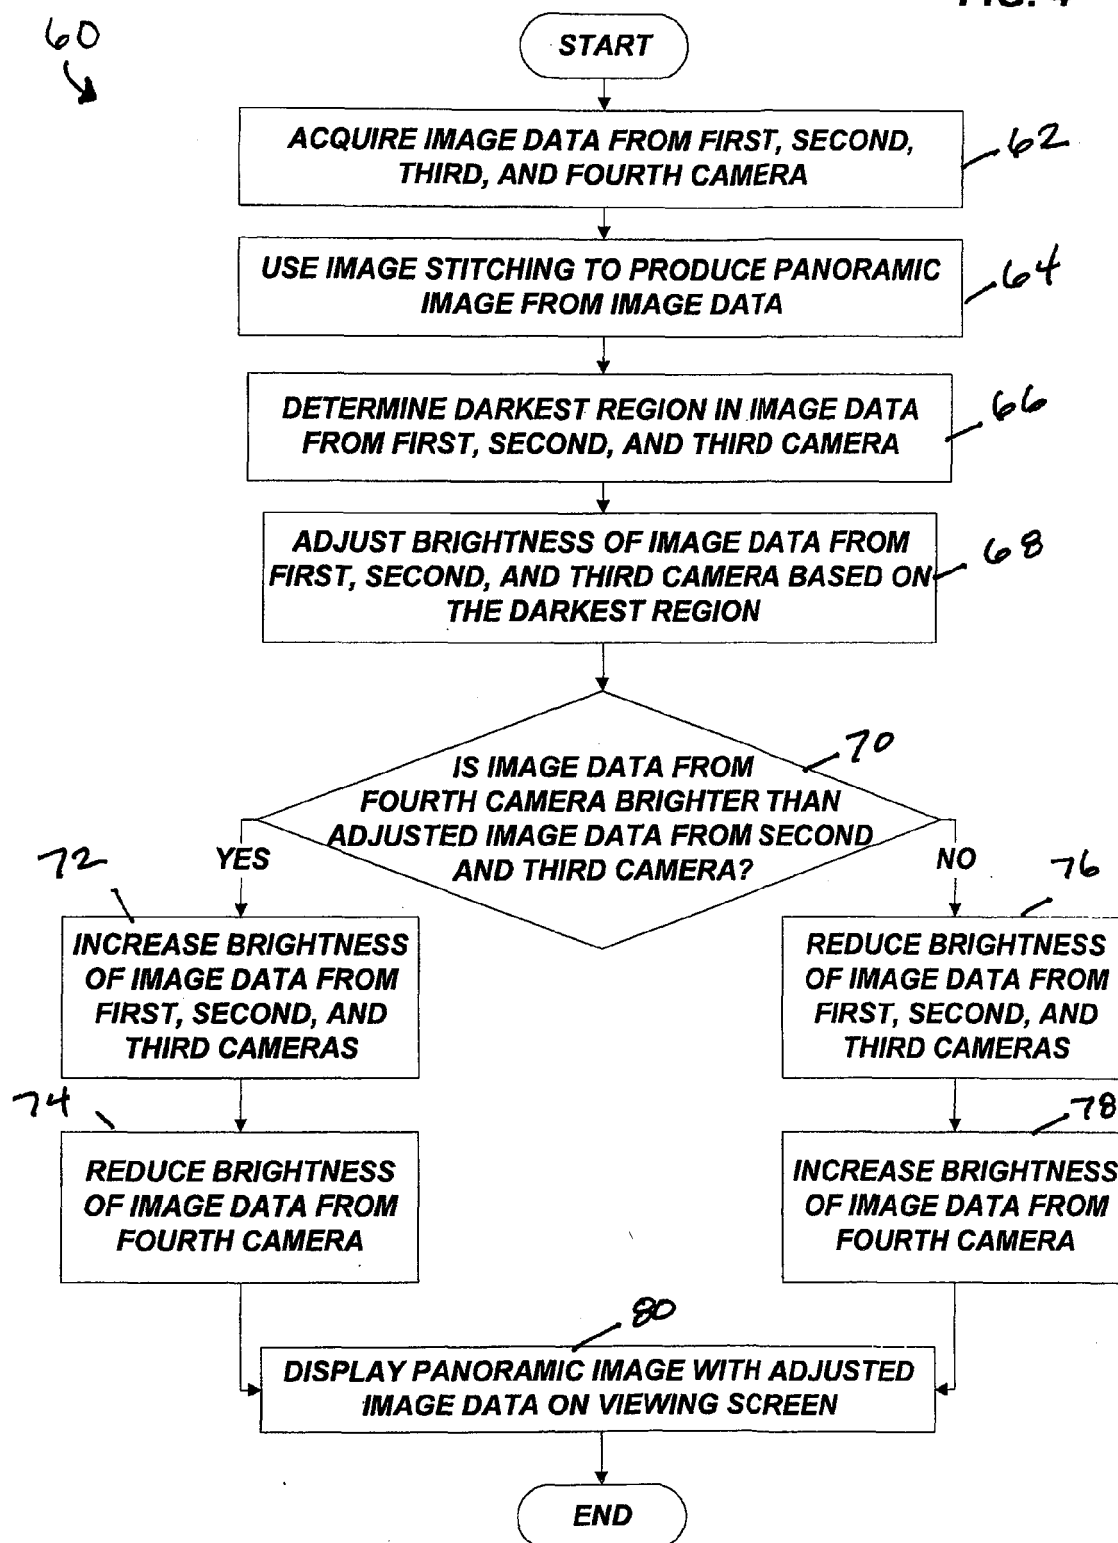 60
START
ACQUIRE IMAGE DATA FROM FIRST, SECOND,
THIRD, AND FOURTH CAMERA
62
USE IMAGE STITCHING TO PRODUCE PANORAMIC
IMAGE FROM IMAGE DATA
64
DETERMINE DARKEST REGION IN IMAGE DATA
FROM FIRST, SECOND, AND THIRD CAMERA
66
ADJUST BRIGHTNESS OF IMAGE DATA FROM
FIRST, SECOND, AND THIRD CAMERA BASED ON
THE DARKEST REGION
68
IS IMAGE DATA FROM
FOURTH CAMERA BRIGHTER THAN
ADJUSTED IMAGE DATA FROM SECOND
AND THIRD CAMERA?
70
YES
NO
72
INCREASE BRIGHTNESS
OF IMAGE DATA FROM
FIRST, SECOND, AND
THIRD CAMERAS
76
REDUCE BRIGHTNESS
OF IMAGE DATA FROM
FIRST, SECOND, AND
THIRD CAMERAS
74
REDUCE BRIGHTNESS
OF IMAGE DATA FROM
FOURTH CAMERA
78
INCREASE BRIGHTNESS
OF IMAGE DATA FROM
FOURTH CAMERA
80
DISPLAY PANORAMIC IMAGE WITH ADJUSTED
IMAGE DATA ON VIEWING SCREEN
END